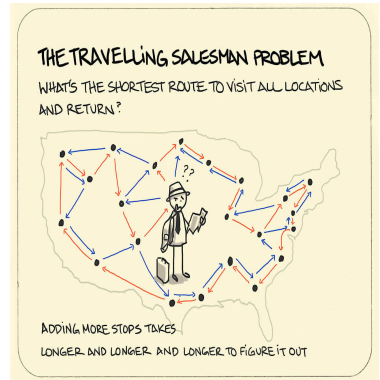 THE TRAVELLING SALESMAN PROBLEM
WHAT'S THE SHORTEST ROUTE TO VISIT ALL LOCATIONS
AND RETURN?
??
ADDING MORE STOPS TAKES
LONGER AND LONGER AND LONGER TO FIGURE IT OUT